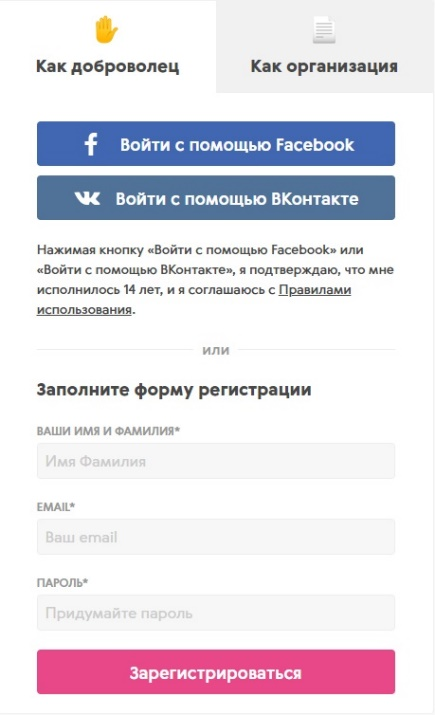 Как доброволец
Как организация
Войти с помощью Facebook
Войти с помощью ВКонтакте
Нажимая кнопку «Войти с помощью Facebook» или
«Войти с помощью ВКонтакте», я подтверждаю, что мне
исполнилось 14 лет, и я соглашаюсь с Правилами
использования.
или
Заполните форму регистрации
ВАШИ ИМЯ И ФАМИЛИЯ*
Имя Фамилия
EMAIL*
Ваш email
ПАРОЛЬ*
Придумайте пароль
Зарегистрироваться